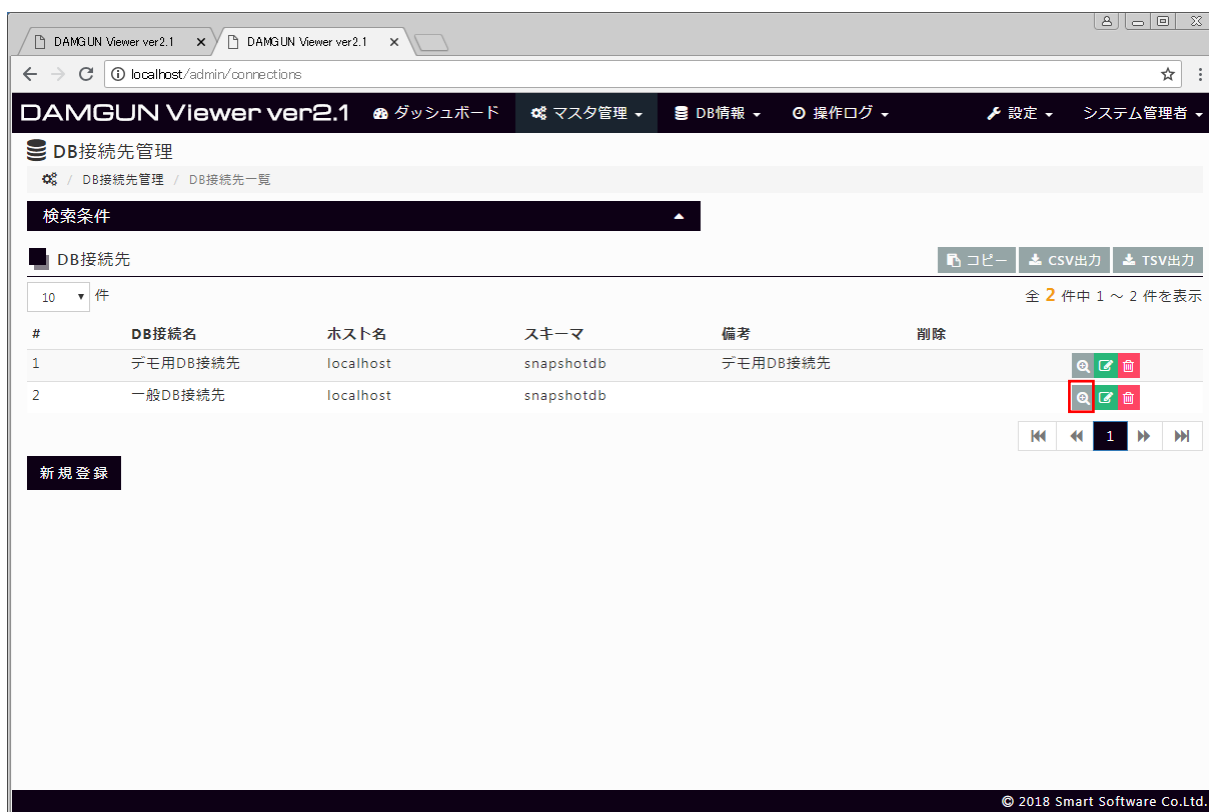 DAMGUN Viewer ver2.1 DAMGUN Viewer ver2.1
localhost/admin/connections
DAMGUN Viewer ver2.1 ダッシュボード マスタ管理 DB情報 操作ログ 設定 システム管理者
DB接続先管理
/ DB接続先管理 / DB接続先一覧
検索条件
DB接続先 コピー CSV出力 TSV出力
10 件 全 2 件中 1 ～ 2 件を表示
# DB接続名 ホスト名 スキーマ 備考 削除
1 デモ用DB接続先 localhost snapshotdb デモ用DB接続先
2 一般DB接続先 localhost snapshotdb
1
新規登録
© 2018 Smart Software Co.Ltd.